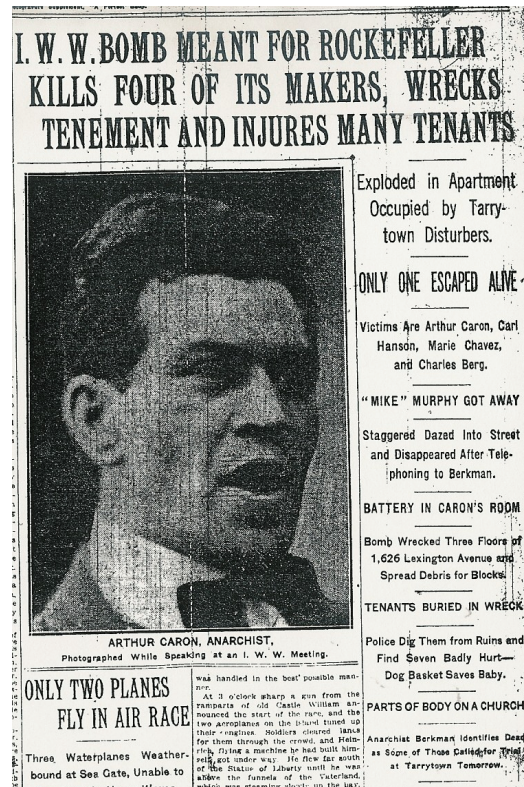 I. W. W. BOMB MEANT FOR ROCKEFELLER
KILLS FOUR OF ITS MAKERS, WRECKS
TENEMENT AND INJURES MANY TENANTS
Exploded in Apartment
Occupied by Tarry-
town Disturbers.
ONLY ONE ESCAPED ALIVE
Victims Are Arthur Caron, Carl
Hanson, Marie Chavez,
and Charles Berg.
"MIKE" MURPHY GOT AWAY
Staggered Dazed Into Street
and Disappeared After Tele-
phoning to Berkman.
BATTERY IN CARON'S ROOM
Bomb Wrecked Three Floors of
1,626 Lexington Avenue and
Spread Debris for Blocks.
TENANTS BURIED IN WRECK
Police Dig Them from Ruins and
Find Seven Badly Hurt—
Dog Basket Saves Baby.
PARTS OF BODY ON A CHURCH
Anarchist Berkman Identifies Dead
as Some of Those Called for Trial
at Tarrytown Tomorrow.
ARTHUR CARON, ANARCHIST,
Photographed While Speaking at an I. W. W. Meeting.
ONLY TWO PLANES
FLY IN AIR RACE
Three Waterplanes Weather-
bound at Sea Gate, Unable to
was handled in the best possible man-
ner.
At 3 o'clock sharp a gun from the
ramparts of old Castle William an-
nounced the start of the race, and the
two aeroplanes on the island tuned up
their engines. Soldiers cleared lanes
for them through the crowd, and Hein-
rich, flying a machine he had built him-
self, got under way. He flew far south
of the Statue of Liberty until he was
above the funnels of the Vaterland,
which was steaming slowly up the bay,